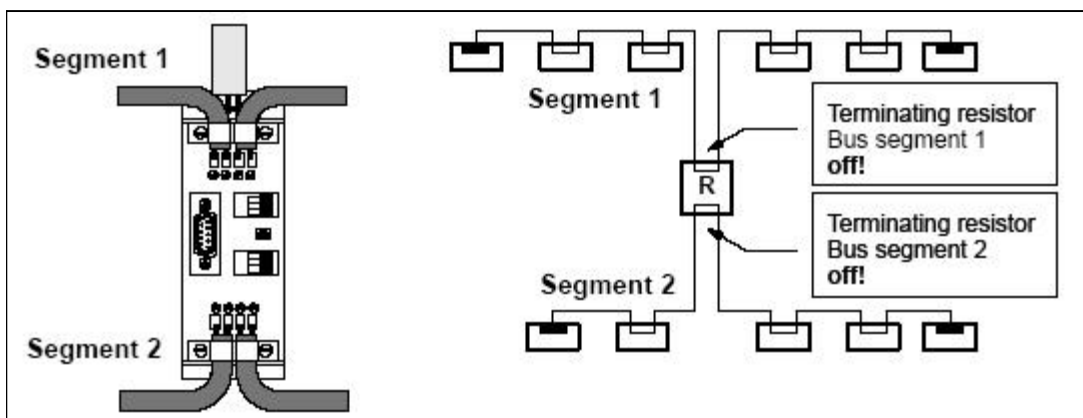 Segment 1
Segment 2
Segment 1
Terminating resistor
Bus segment 1
off!
R
Terminating resistor
Bus segment 2
off!
Segment 2